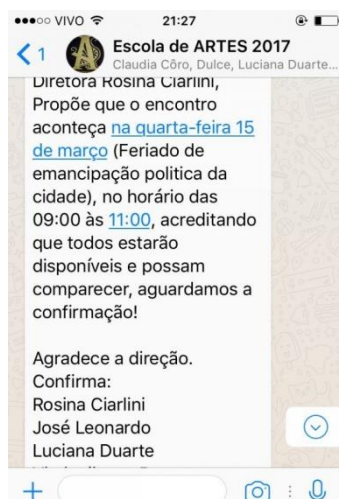 ●●●○○ VIVO 21:27
1 Escola de ARTES 2017
Claudia Côro, Dulce, Luciana Duarte...
Diretora Rosina Ciarlini,
Propõe que o encontro
aconteça na quarta-feira 15
de março (Feriado de
emancipação politica da
cidade), no horário das
09:00 às 11:00, acreditando
que todos estarão
disponíveis e possam
comparecer, aguardamos a
confirmação!
Agradece a direção.
Confirma:
Rosina Ciarlini
José Leonardo
Luciana Duarte